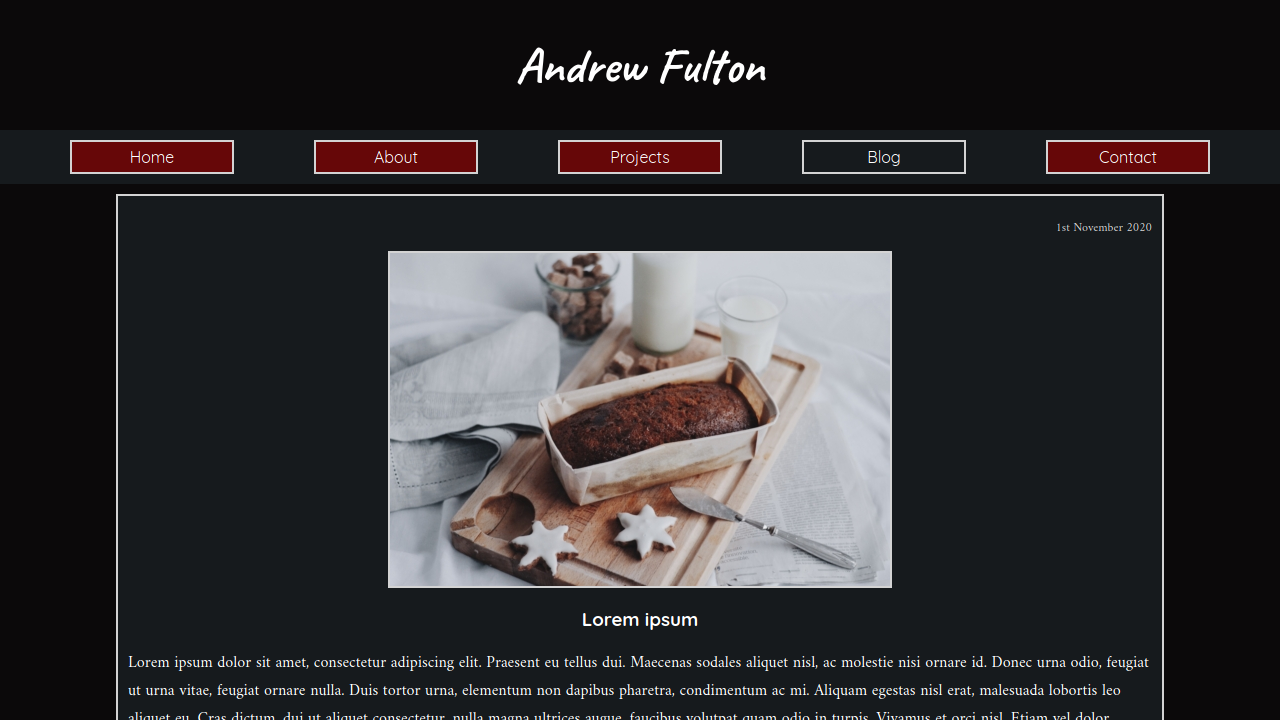 Andrew Fulton
Home
About
Projects
Blog
Contact
1st November 2020
Lorem ipsum
Lorem ipsum dolor sit amet, consectetur adipiscing elit. Praesent eu tellus dui. Maecenas sodales aliquet nisl, ac molestie nisi ornare id. Donec urna odio, feugiat
ut urna vitae, feugiat ornare nulla. Duis tortor urna, elementum non dapibus pharetra, condimentum ac mi. Aliquam egestas nisl erat, malesuada lobortis leo
aliquet eu. Cras dictum, dui ut aliquet consectetur, nulla magna ultrices augue, faucibus volutpat quam odio in turpis. Vivamus et orci nisl. Etiam vel dolor